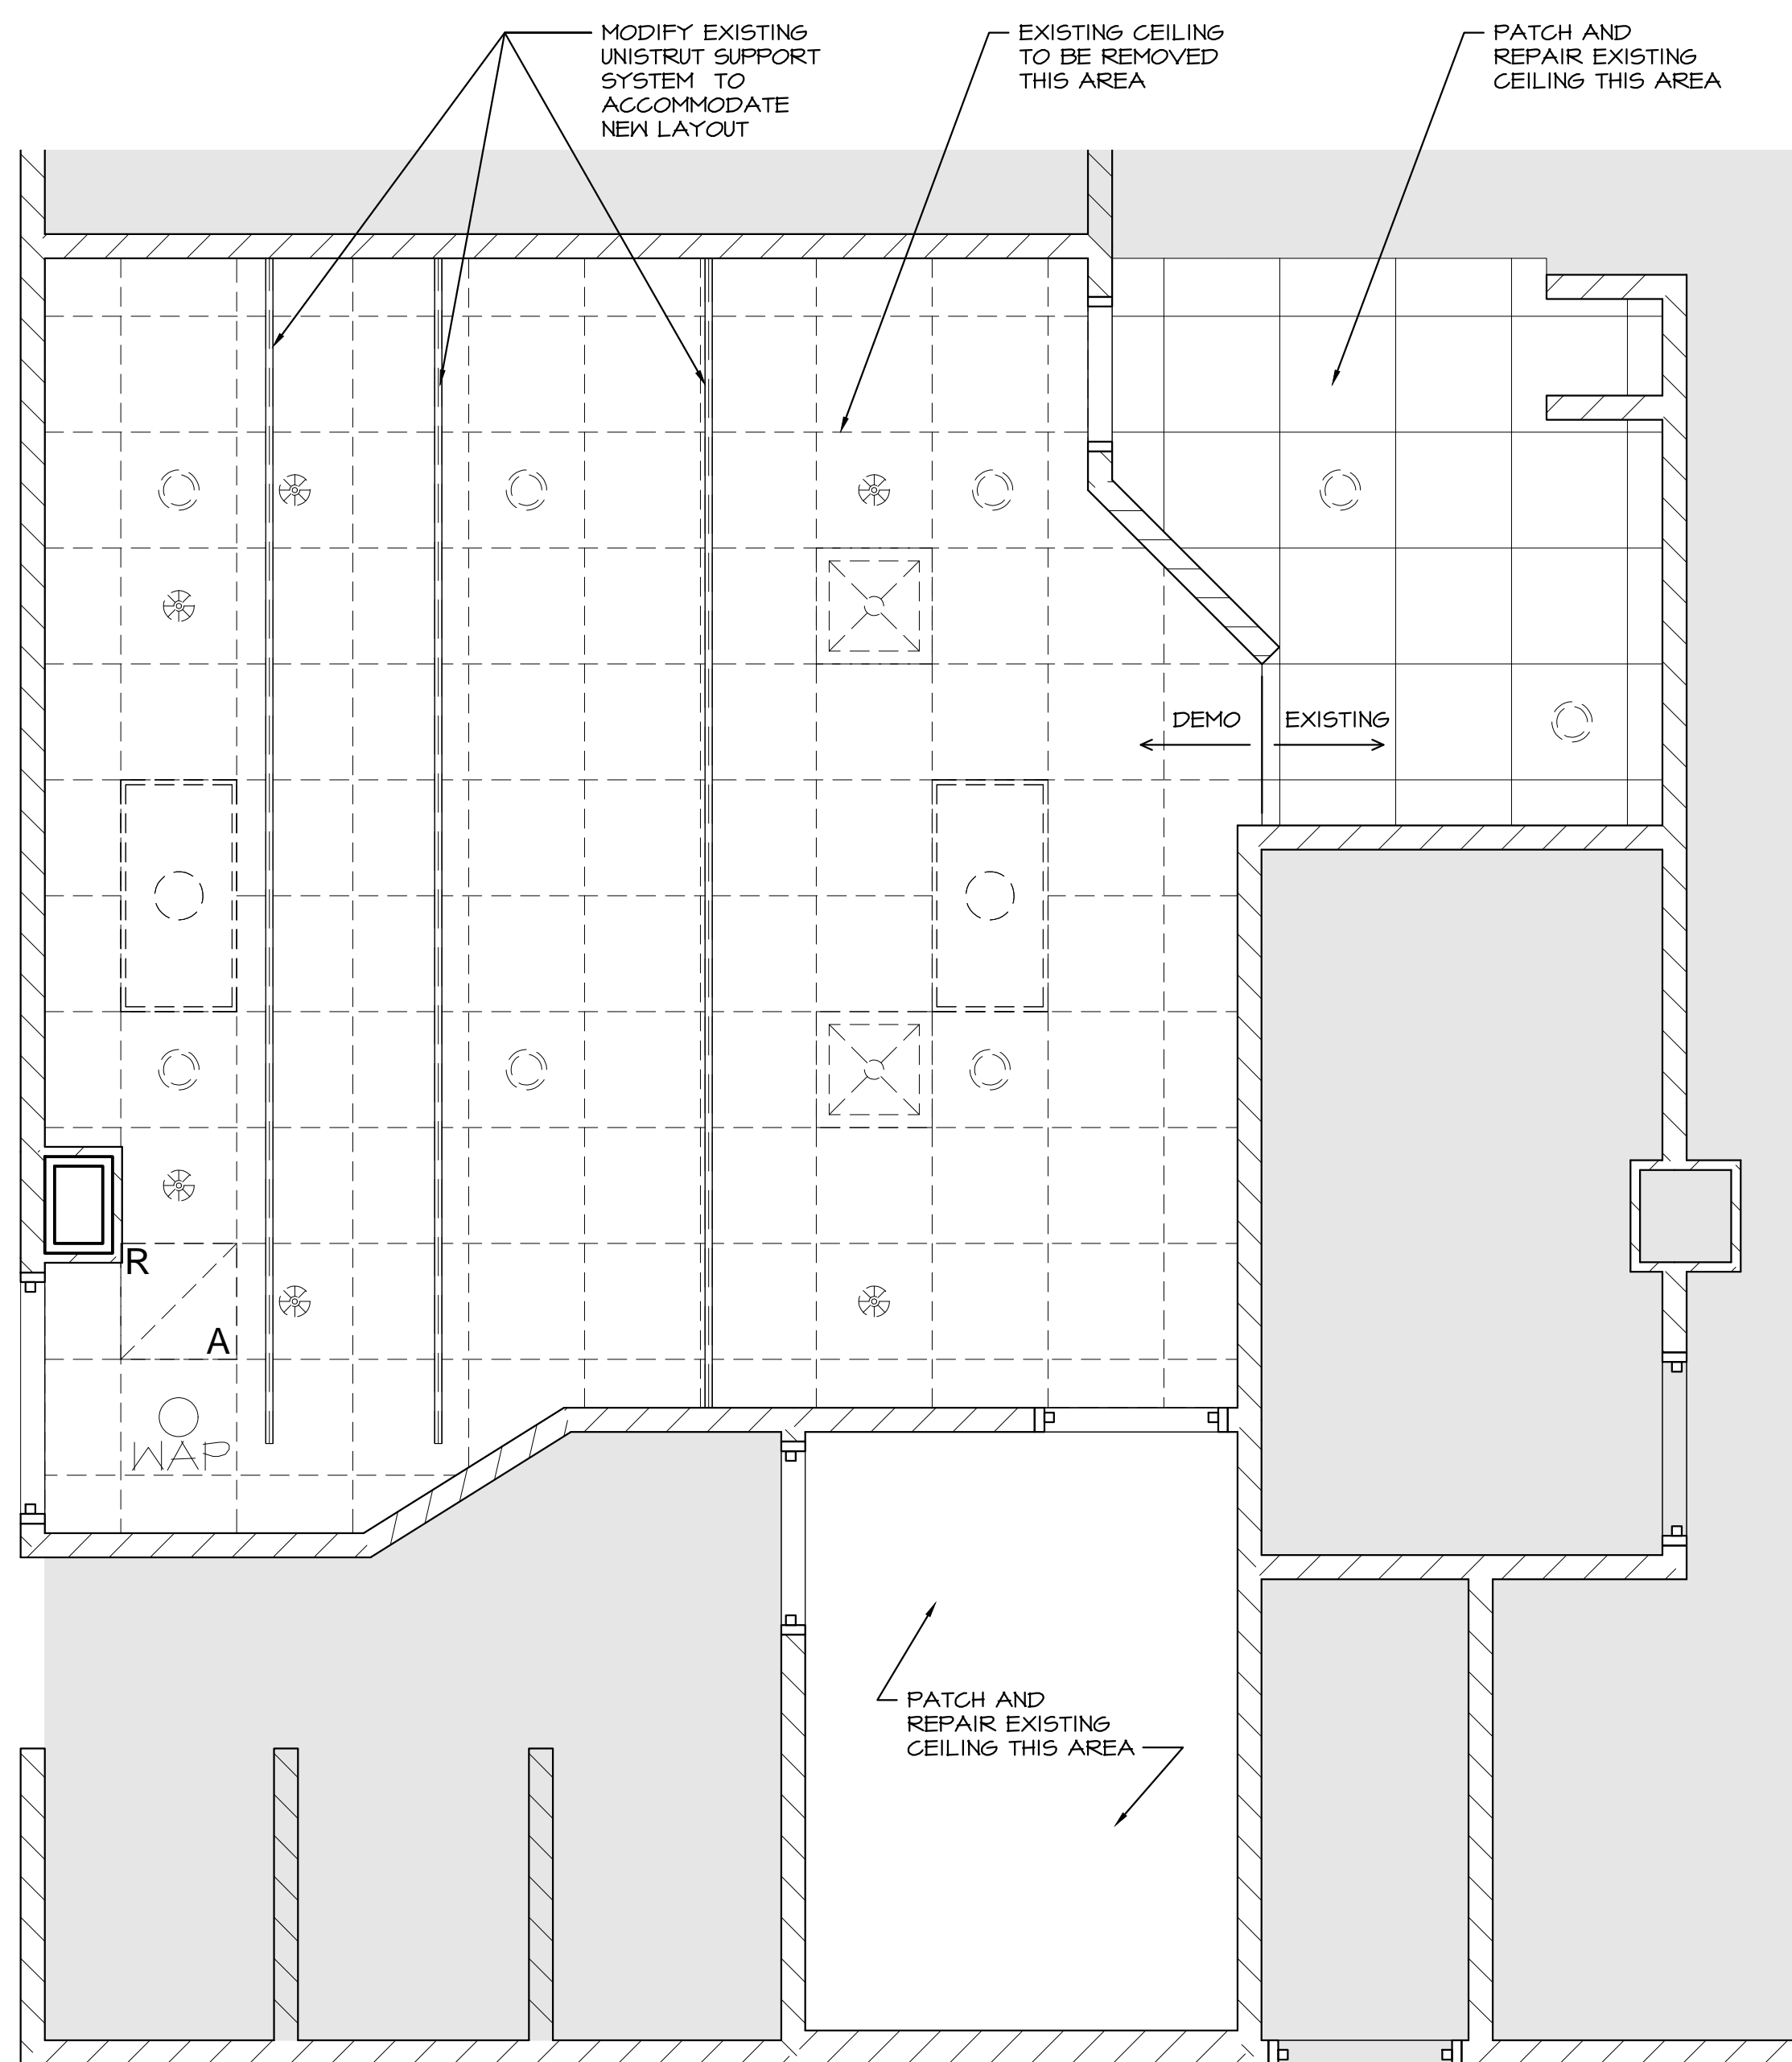 MODIFY EXISTING
UNISTRUT SUPPORT
SYSTEM TO
ACCOMMODATE
NEW LAYOUT
EXISTING CEILING
TO BE REMOVED
THIS AREA
PATCH AND
REPAIR EXISTING
CEILING THIS AREA
DEMO
EXISTING
R
A
WAP
PATCH AND
REPAIR EXISTING
CEILING THIS AREA